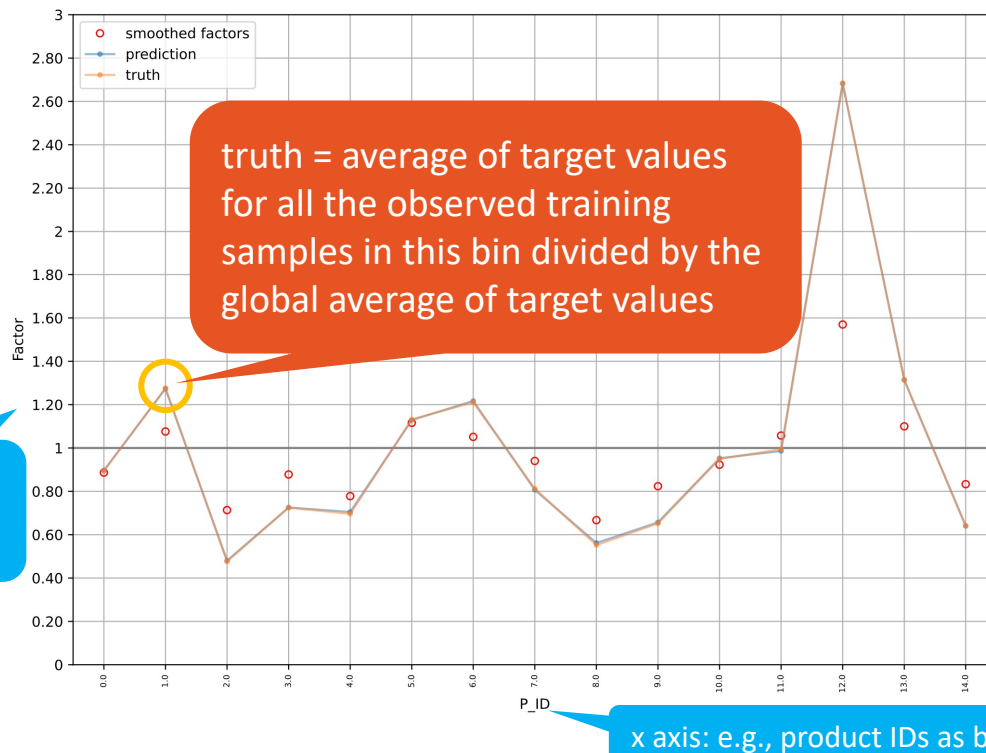 3
2.80
2.60
2.40
2.20
2
1.80
1.60
1.40
1.20
1
0.80
0.60
0.40
0.20
0
Factor
smoothed factors
prediction
truth
truth = average of target values
for all the observed training
samples in this bin divided by the
global average of target values
0.0 1.0 2.0 3.0 4.0 5.0 6.0 7.0 8.0 9.0 10.0 11.0 12.0 13.0 14.0
P_ID
x axis: e.g., product IDs as b